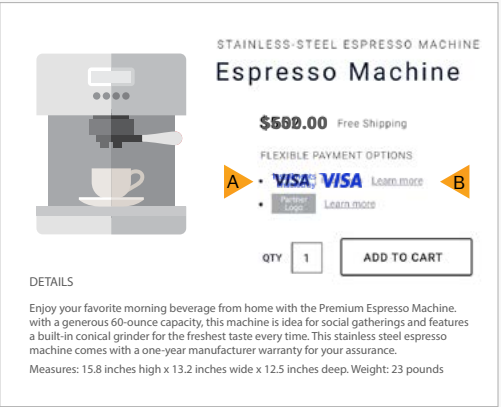 STAINLESS-STEEL ESPRESSO MACHINE
Espresso Machine
Free Shipping
FLEXIBLE PAYMENT OPTIONS
A VISA VISA Learn more B
Partner Logo Learn more
QTY 1 ADD TO CART
DETAILS
Enjoy your favorite morning beverage from home with the Premium Espresso Machine.
with a generous 60-ounce capacity, this machine is idea for social gatherings and features
a built-in conical grinder for the freshest taste every time. This stainless steel espresso
machine comes with a one-year manufacturer warranty for your assurance.
Measures: 15.8 inches high x 13.2 inches wide x 12.5 inches deep. Weight: 23 pounds